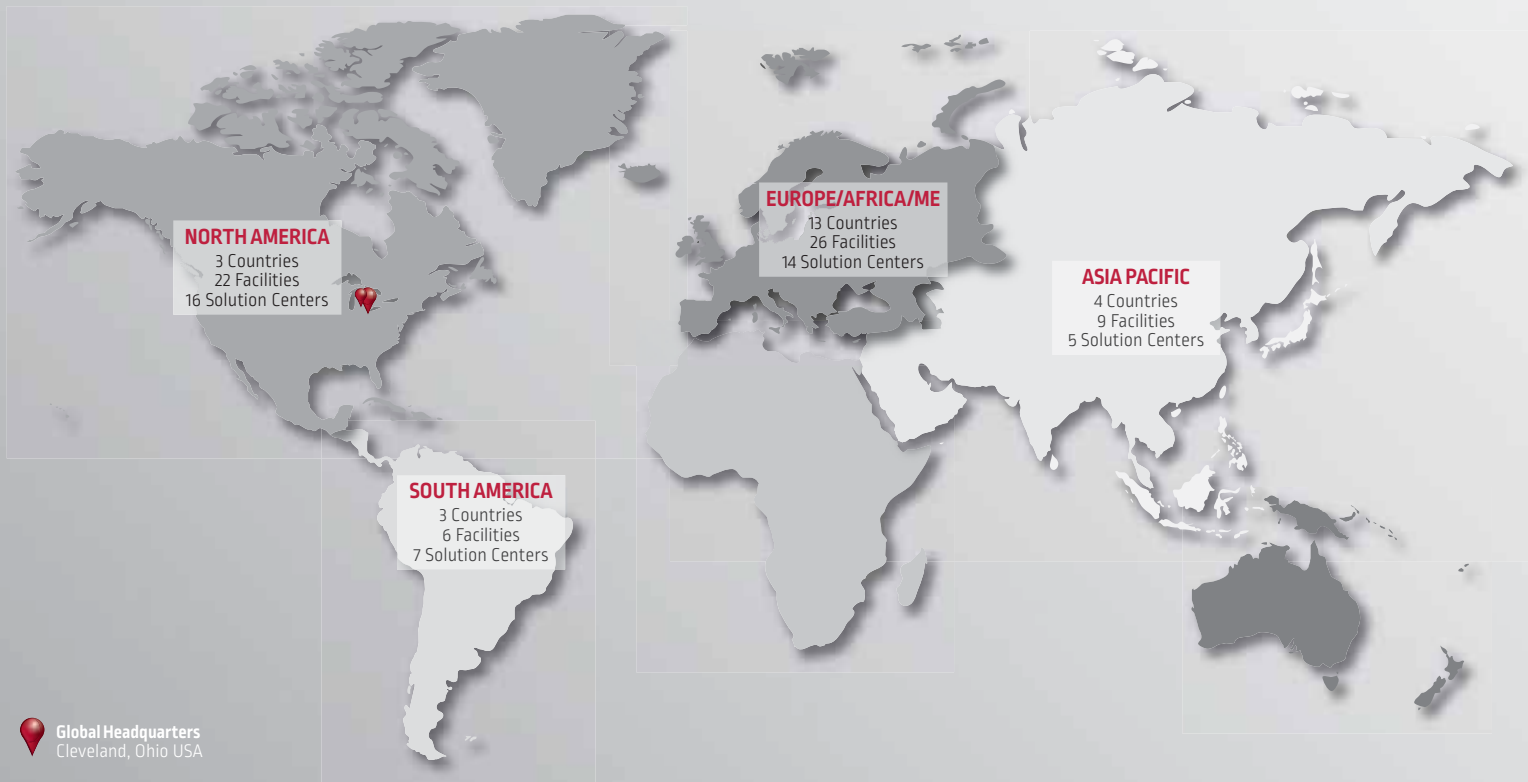 NORTH AMERICA
3 Countries
22 Facilities
16 Solution Centers
EUROPE/AFRICA/ME
13 Countries
26 Facilities
14 Solution Centers
ASIA PACIFIC
4 Countries
9 Facilities
5 Solution Centers
SOUTH AMERICA
3 Countries
6 Facilities
7 Solution Centers
Global Headquarters
Cleveland, Ohio USA